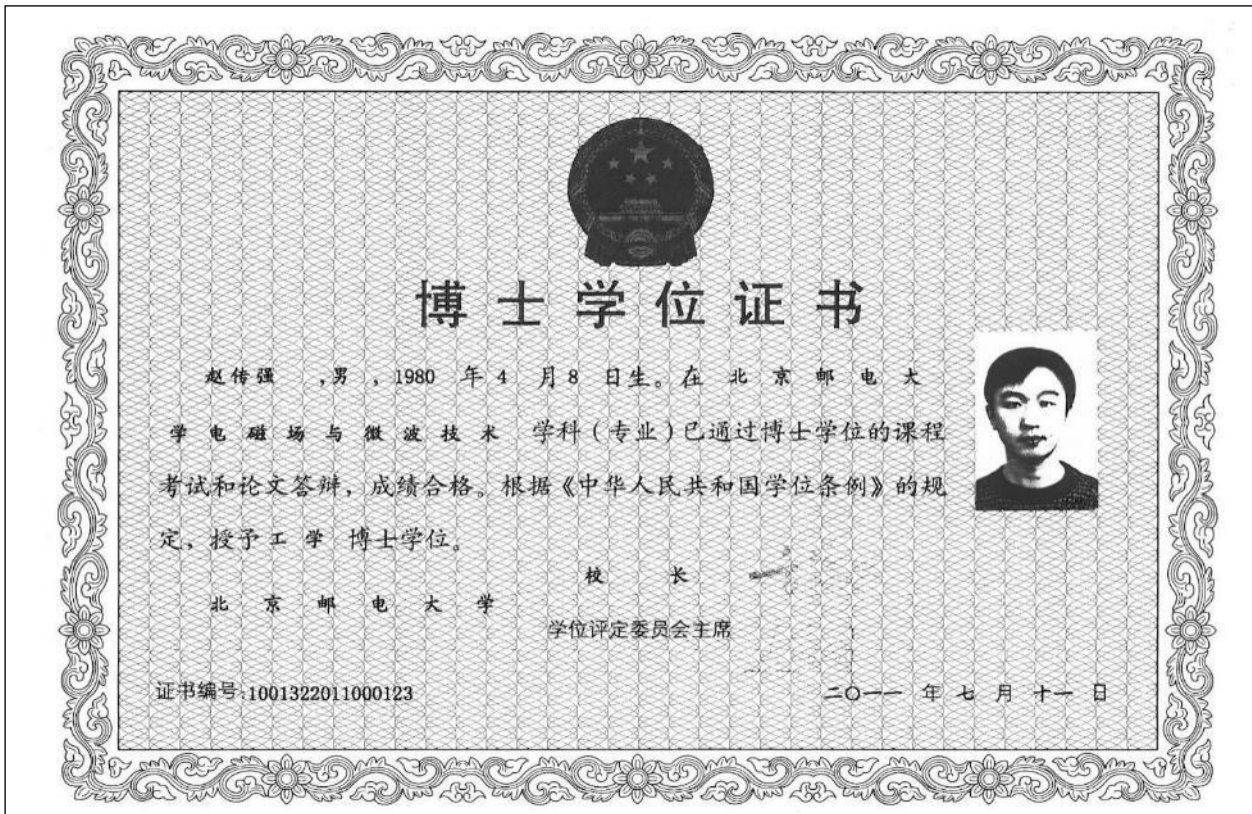 博士学位证书
赵传强 ,男,1980 年 4 月 8 日生。在 北京邮电大
学电磁场与微波技术 学科(专业)已通过博士学位的课程
考试和论文答辩,成绩合格。根据《中华人民共和国学位条例》的规
定,授予工学 博士学位。
校 长
北京邮电大学
学位评定委员会主席
证书编号:1001322011000123
二〇一一 年 七 月 十一 日